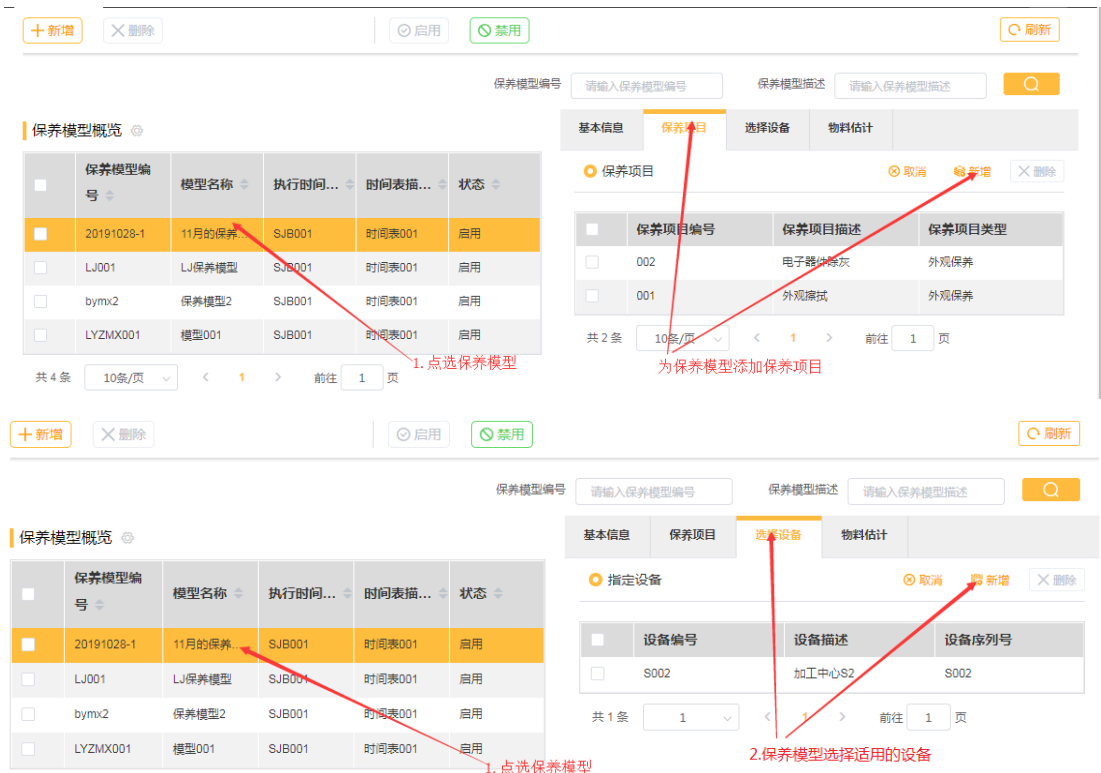 新增 删除 启用 禁用 刷新
保养模型编号 请输入保养模型编号 保养模型描述 请输入保养模型描述
保养模型概览
基本信息 保养项目 选择设备 物料估计
保养项目 取消 新增 删除
保养模型编号 模型名称 执行时间... 时间表描... 状态
20191028-1 11月的保养... SJB001 时间表001 启用
LJ001 LJ保养模型 SJB001 时间表001 启用
bymx2 保养模型2 SJB001 时间表001 启用
LYZMX001 模型001 SJB001 时间表001 启用
共 4 条 10条/页 1 前往 1 页
保养项目编号 保养项目描述 保养项目类型
002 电子器件除灰 外观保养
001 外观擦拭 外观保养
共 2 条 10条/页 1 前往 1 页
1. 点选保养模型
为保养模型添加保养项目
新增 删除 启用 禁用 刷新
保养模型编号 请输入保养模型编号 保养模型描述 请输入保养模型描述
保养模型概览
基本信息 保养项目 选择设备 物料估计
指定设备 取消 新增 删除
保养模型编号 模型名称 执行时间... 时间表描... 状态
20191028-1 11月的保养... SJB001 时间表001 启用
LJ001 LJ保养模型 SJB001 时间表001 启用
bymx2 保养模型2 SJB001 时间表001 启用
LYZMX001 模型001 SJB001 时间表001 启用
设备编号 设备描述 设备序列号
S002 加工中心S2 S002
共 1 条 1 1 前往 1 页
2.保养模型选择适用的设备
1. 点选保养模型